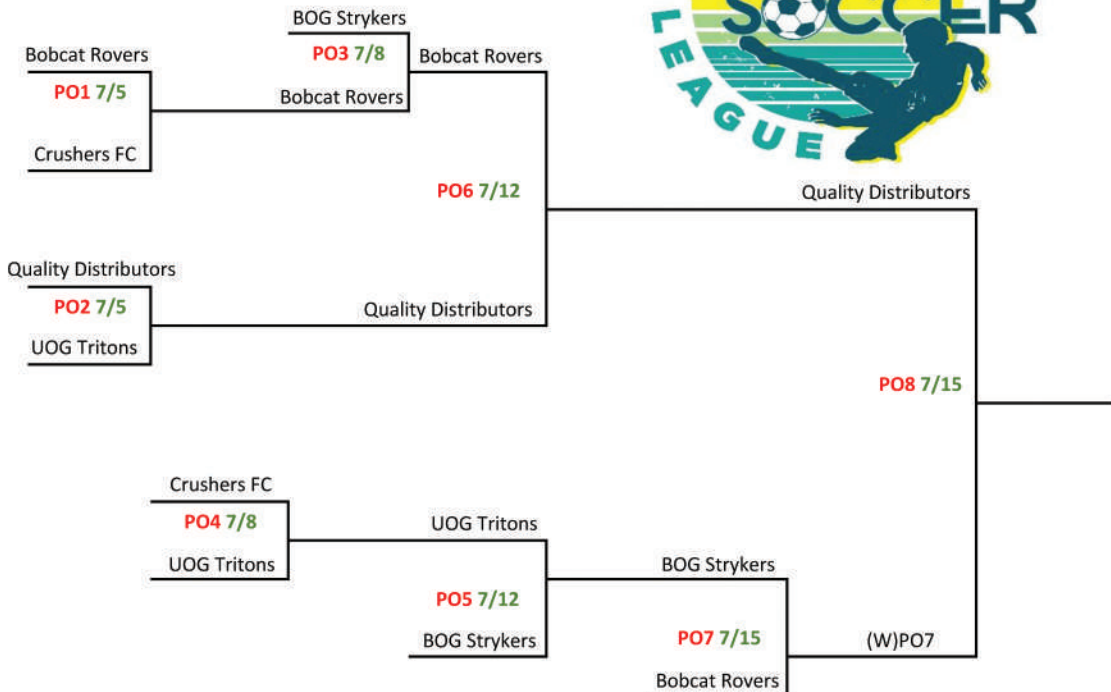 SOCCER
LEAGUE
BOG Strykers
PO3 7/8
Bobcat Rovers
Bobcat Rovers
Bobcat Rovers
PO1 7/5
Crushers FC
PO6 7/12
Quality Distributors
Quality Distributors
PO2 7/5
UOG Tritons
Quality Distributors
PO8 7/15
Crushers FC
PO4 7/8
UOG Tritons
UOG Tritons
PO5 7/12
BOG Strykers
BOG Strykers
PO7 7/15
Bobcat Rovers
(W)PO7